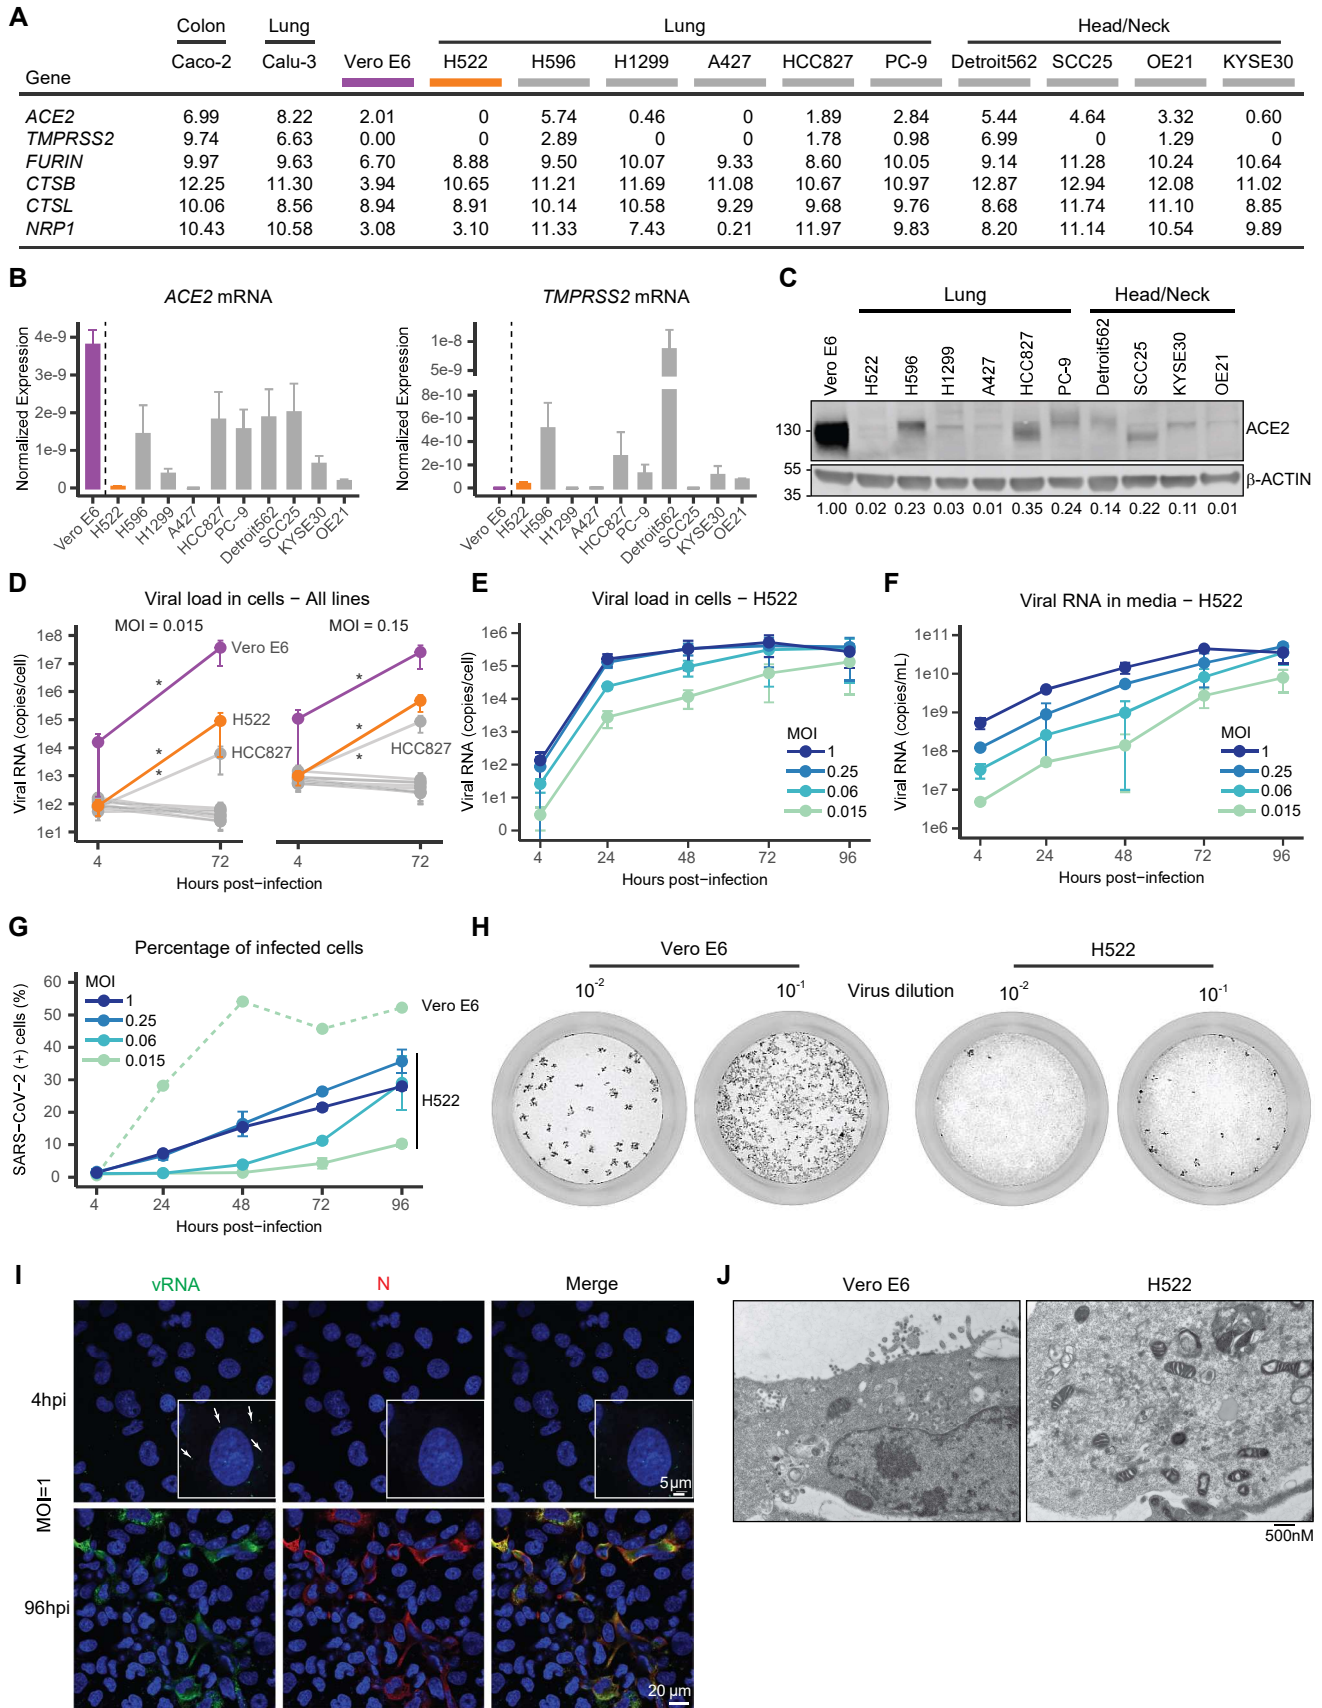 A
Colon Lung Lung Head/Neck
Gene Caco-2 Calu-3 Vero E6 H522 H596 H1299 A427 HCC827 PC-9 Detroit562 SCC25 OE21 KYSE30
ACE2 6.99 8.22 2.01 0 5.74 0.46 0 1.89 2.84 5.44 4.64 3.32 0.60
TMPRSS2 9.74 6.63 0.00 0 2.89 0 0 1.78 0.98 6.99 0 1.29 0
FURIN 9.97 9.63 6.70 8.88 9.50 10.07 9.33 8.60 10.05 9.14 11.28 10.24 10.64
CTSB 12.25 11.30 3.94 10.65 11.21 11.69 11.08 10.67 10.97 12.87 12.94 12.08 11.02
CTSL 10.06 8.56 8.94 8.91 10.14 10.58 9.29 9.68 9.76 8.68 11.74 11.10 8.85
NRP1 10.43 10.58 3.08 3.10 11.33 7.43 0.21 11.97 9.83 8.20 11.14 10.54 9.89
B
ACE2 mRNA
Normalized Expression
4e-9
3e-9
2e-9
1e-9
0
Vero E6 H522 H596 H1299 A427 HCC827 PC−9 Detroit562 SCC25 KYSE30 OE21
TMPRSS2 mRNA
Normalized Expression
1e-8
5e-9
8e-10
4e-10
2e-10
0
Vero E6 H522 H596 H1299 A427 HCC827 PC−9 Detroit562 SCC25 KYSE30 OE21
C
Lung Head/Neck
Vero E6 H522 H596 H1299 A427 HCC827 PC-9 Detroit562 SCC25 KYSE30 OE21
130 ACE2
55
35
β-ACTIN
1.00 0.02 0.23 0.03 0.01 0.35 0.24 0.14 0.22 0.11 0.01
D
Viral load in cells − All lines
MOI = 0.015 MOI = 0.15
Viral RNA (copies/cell)
1e8
1e7
1e6
1e5
1e4
1e3
1e2
1e1
Vero E6
H522
HCC827
HCC827
* * * * * *
4 72 4 72
Hours post−infection
E
Viral load in cells − H522
Viral RNA (copies/cell)
1e6
1e5
1e4
1e3
1e2
1e1
0
MOI
1
0.25
0.06
0.015
4 24 48 72 96
Hours post−infection
F
Viral RNA in media − H522
Viral RNA (copies/mL)
1e11
1e10
1e9
1e8
1e7
1e6
MOI
1
0.25
0.06
0.015
4 24 48 72 96
Hours post−infection
G
Percentage of infected cells
SARS−CoV−2 (+) cells (%)
60
50
40
30
20
10
0
MOI
1
0.25
0.06
0.015
Vero E6
H522
4 24 48 72 96
Hours post−infection
H
Vero E6 H522
10-2 10-1 Virus dilution 10-2 10-1
I
vRNA N Merge
MOI=1
4hpi
5µm
96hpi
20 µm
J
Vero E6 H522
500nM